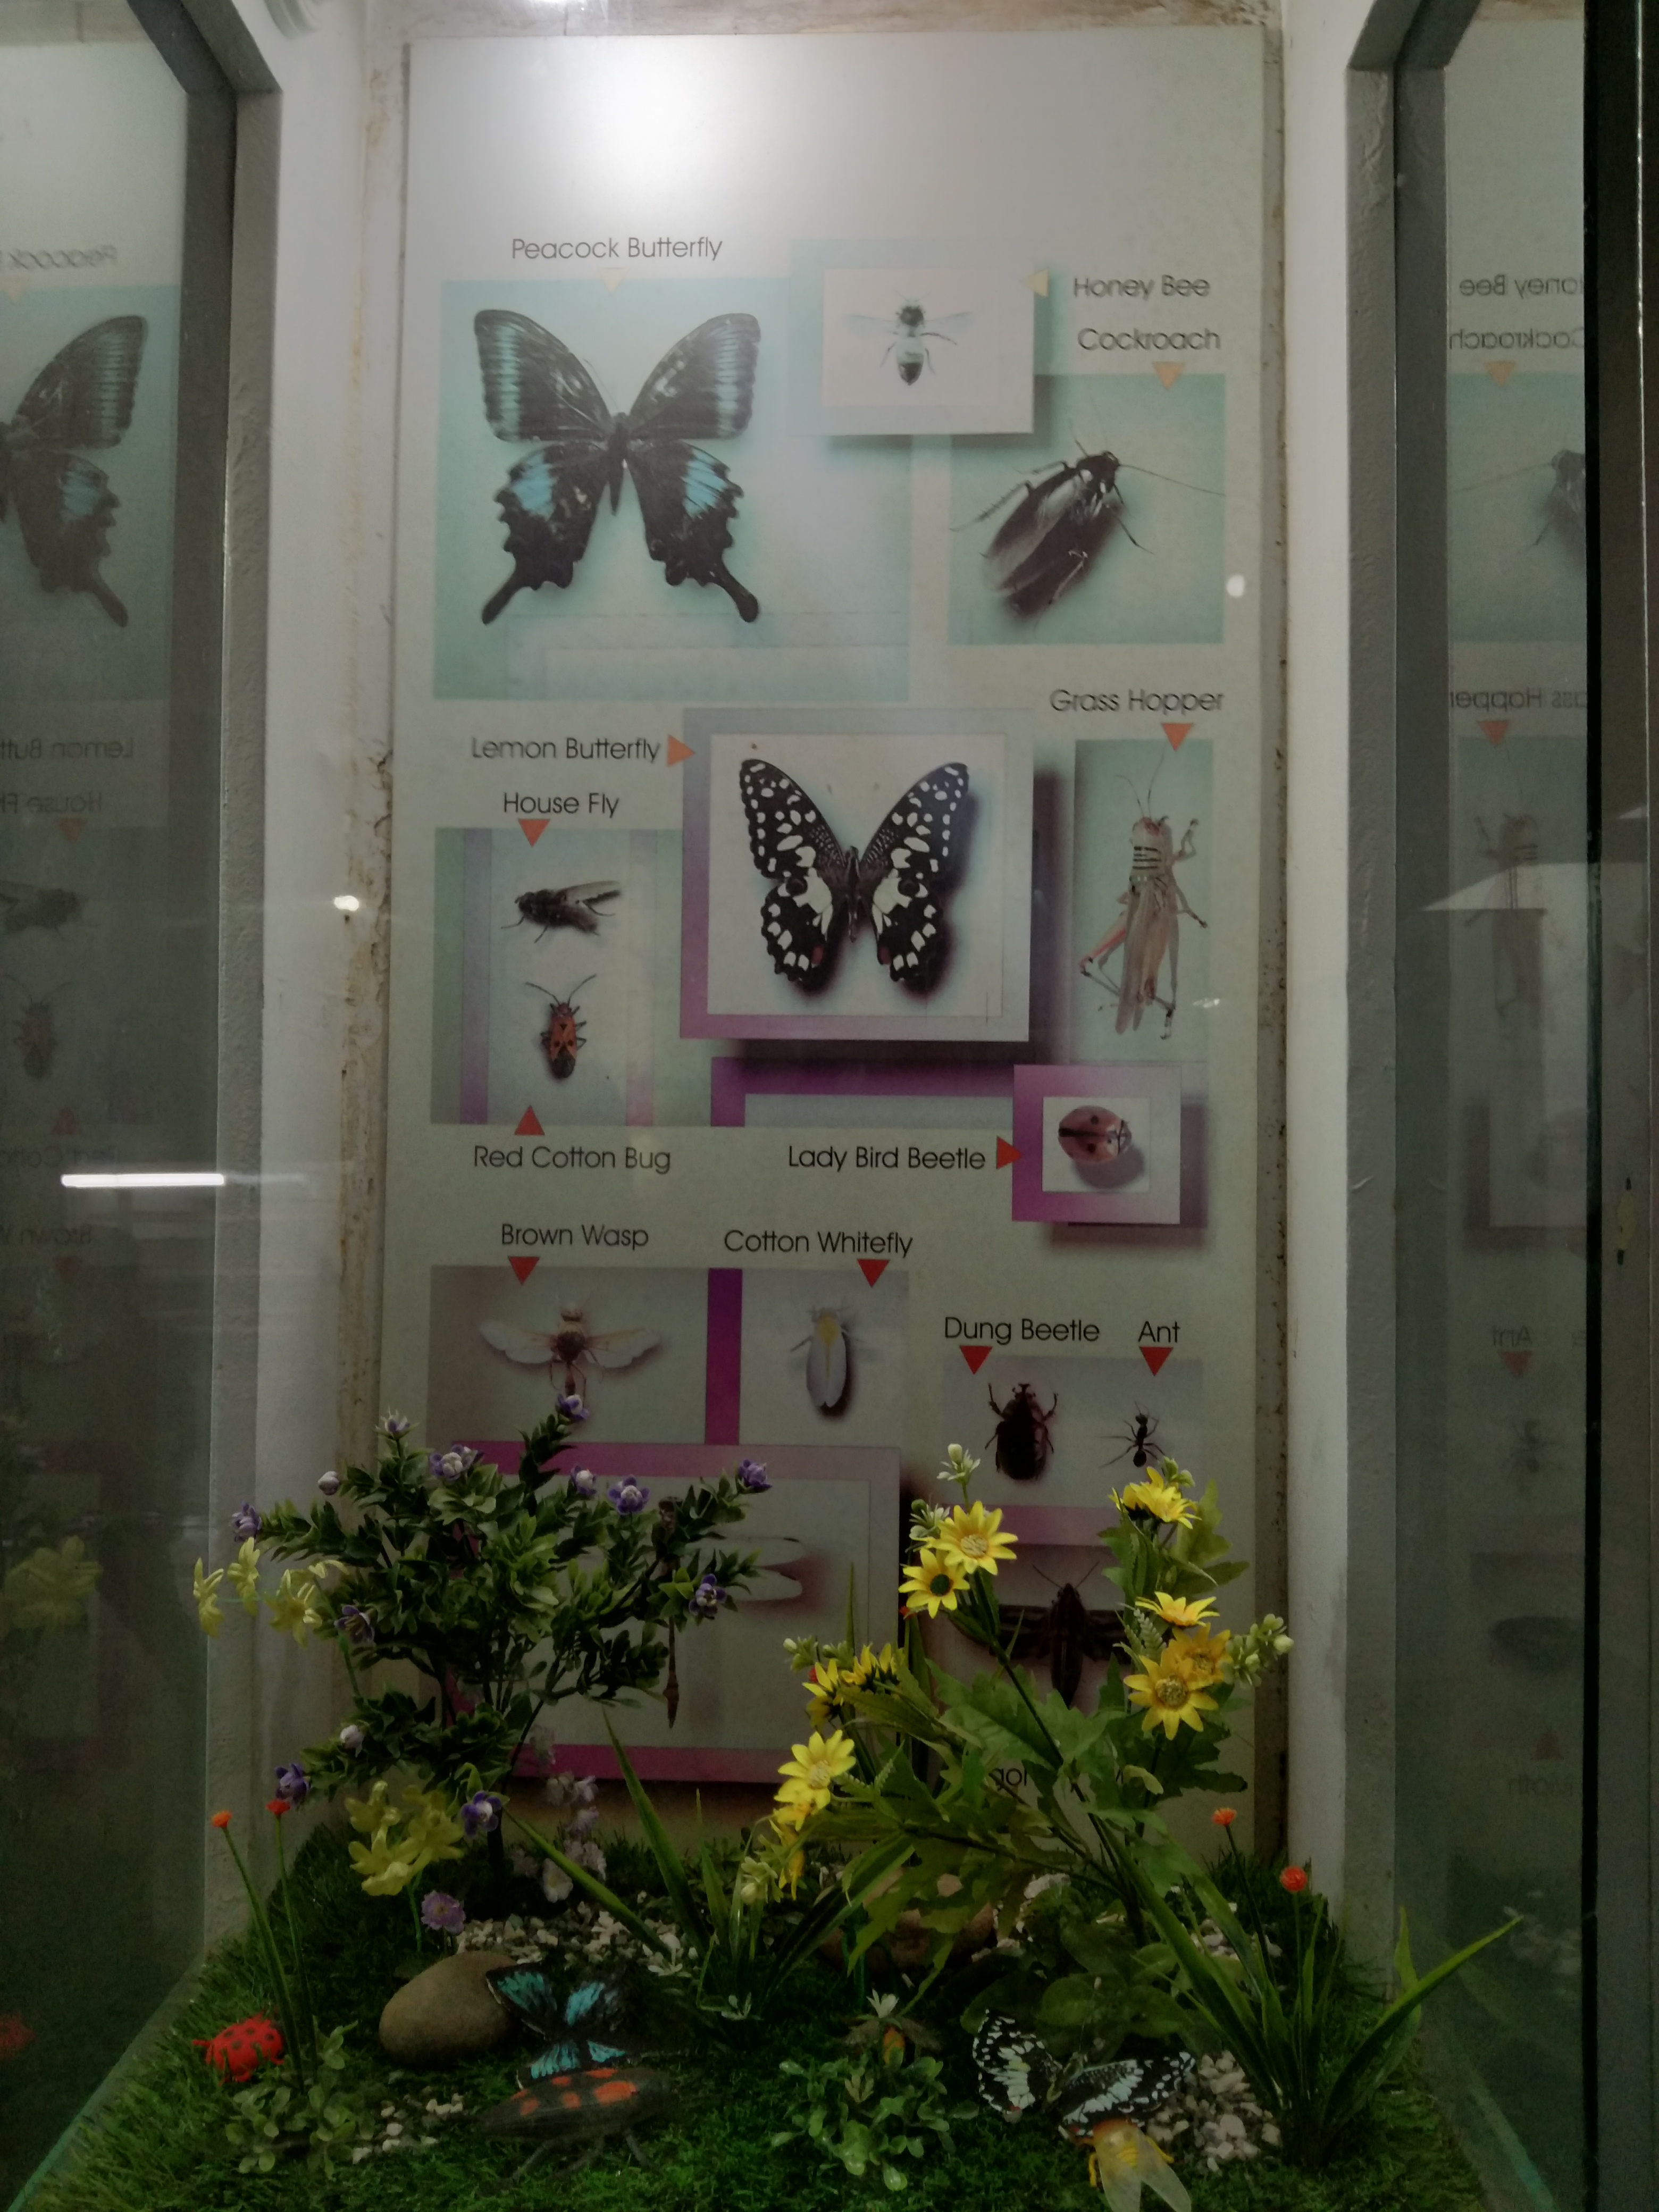 Peacock Butterfly
Honey Bee
Cockroach
Grass Hopper
Lemon Butterfly
House Fly
Red Cotton Bug
Lady Bird Beetle
Brown Wasp
Cotton Whitefly
Dung Beetle
Ant